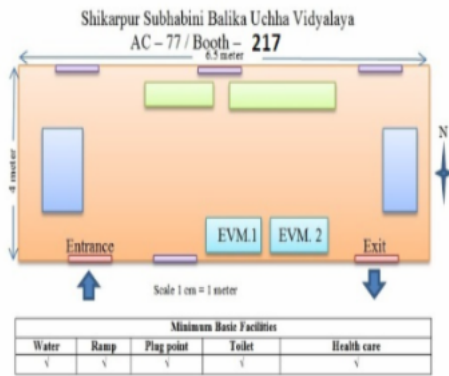 Shikarpur Subhabini Balika Uchha Vidyalaya
AC – 77 / Booth – 217
6.5 meter
4 meter
N
EVM.1 EVM. 2
Entrance Exit
Scale 1 cm = 1 meter
Minimum Basic Facilities
Water Ramp Plug point Toilet Health care
√ √ √ √ √